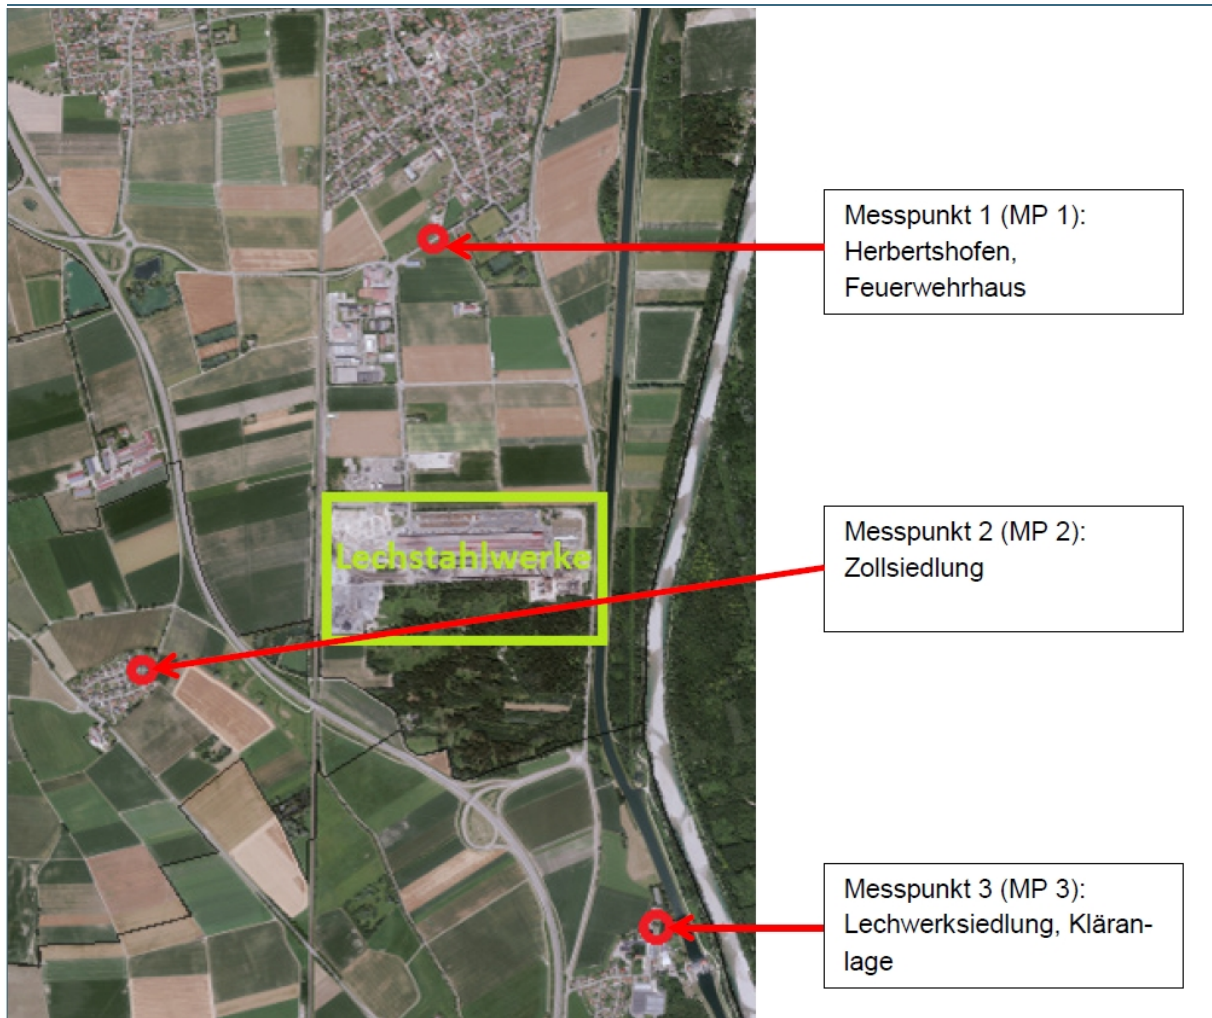 Messpunkt 1 (MP 1):
Herbertshofen,
Feuerwehrhaus
Lechstahlwerke
Messpunkt 2 (MP 2):
Zollsiedlung
Messpunkt 3 (MP 3):
Lechwerksiedlung, Kläran-
lage